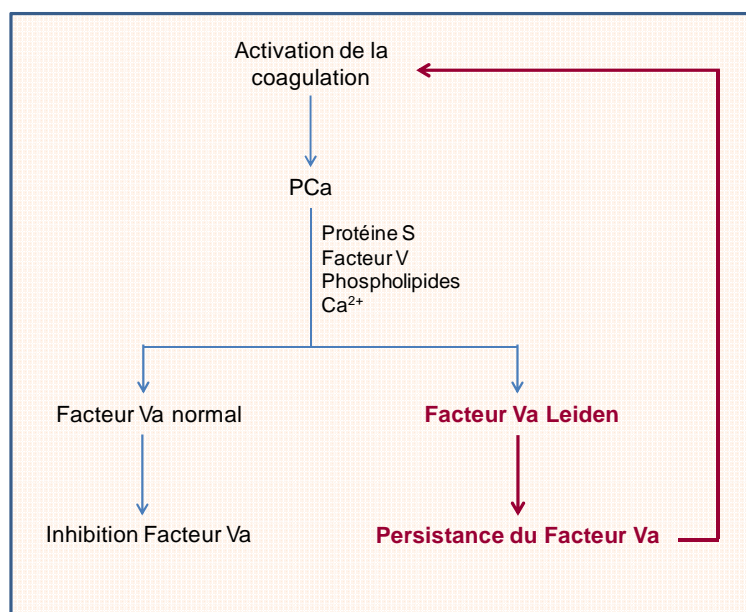 Activation de la
coagulation
PCa
Protéine S
Facteur V
Phospholipides
Ca²⁺
Facteur Va normal
Facteur Va Leiden
Inhibition Facteur Va
Persistance du Facteur Va